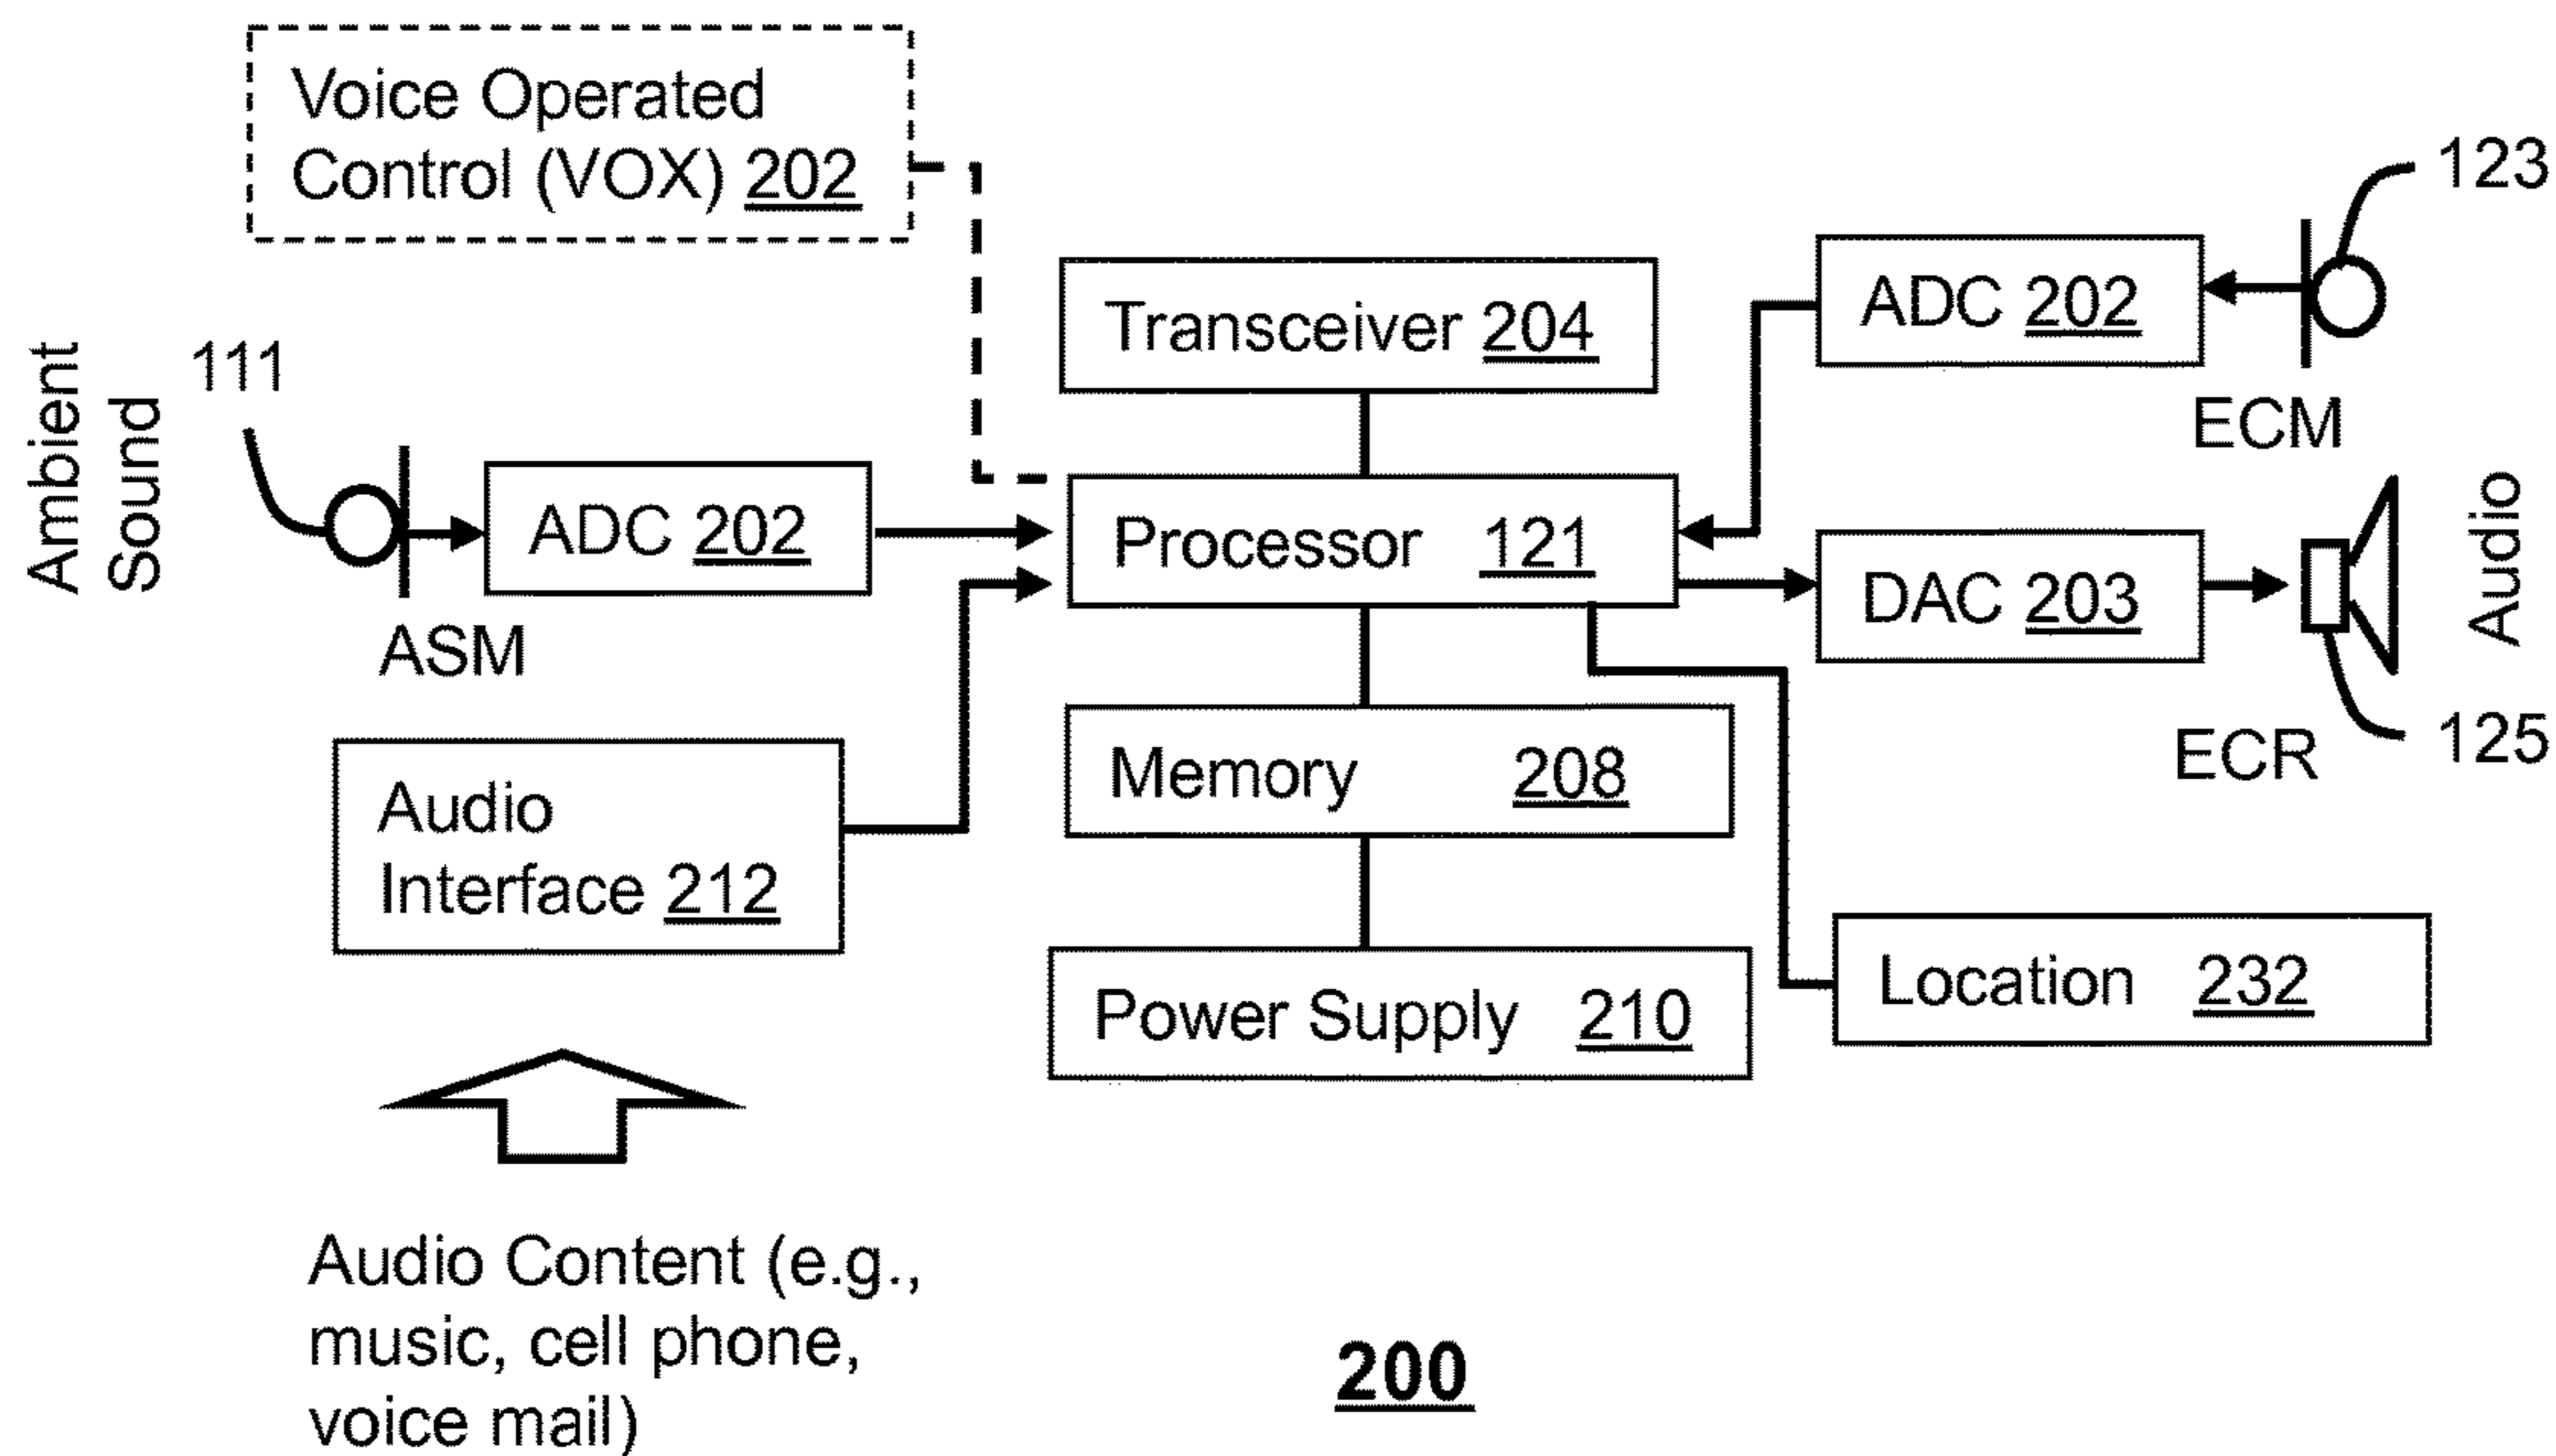 Voice Operated
Control (VOX) 202
123
Transceiver 204
ADC 202
Ambient
Sound
111
ECM
ADC 202
Processor 121
DAC 203
Audio
ASM
ECR
125
Audio
Interface 212
Memory 208
Location 232
Power Supply 210
Audio Content (e.g.,
music, cell phone,
voice mail)
200